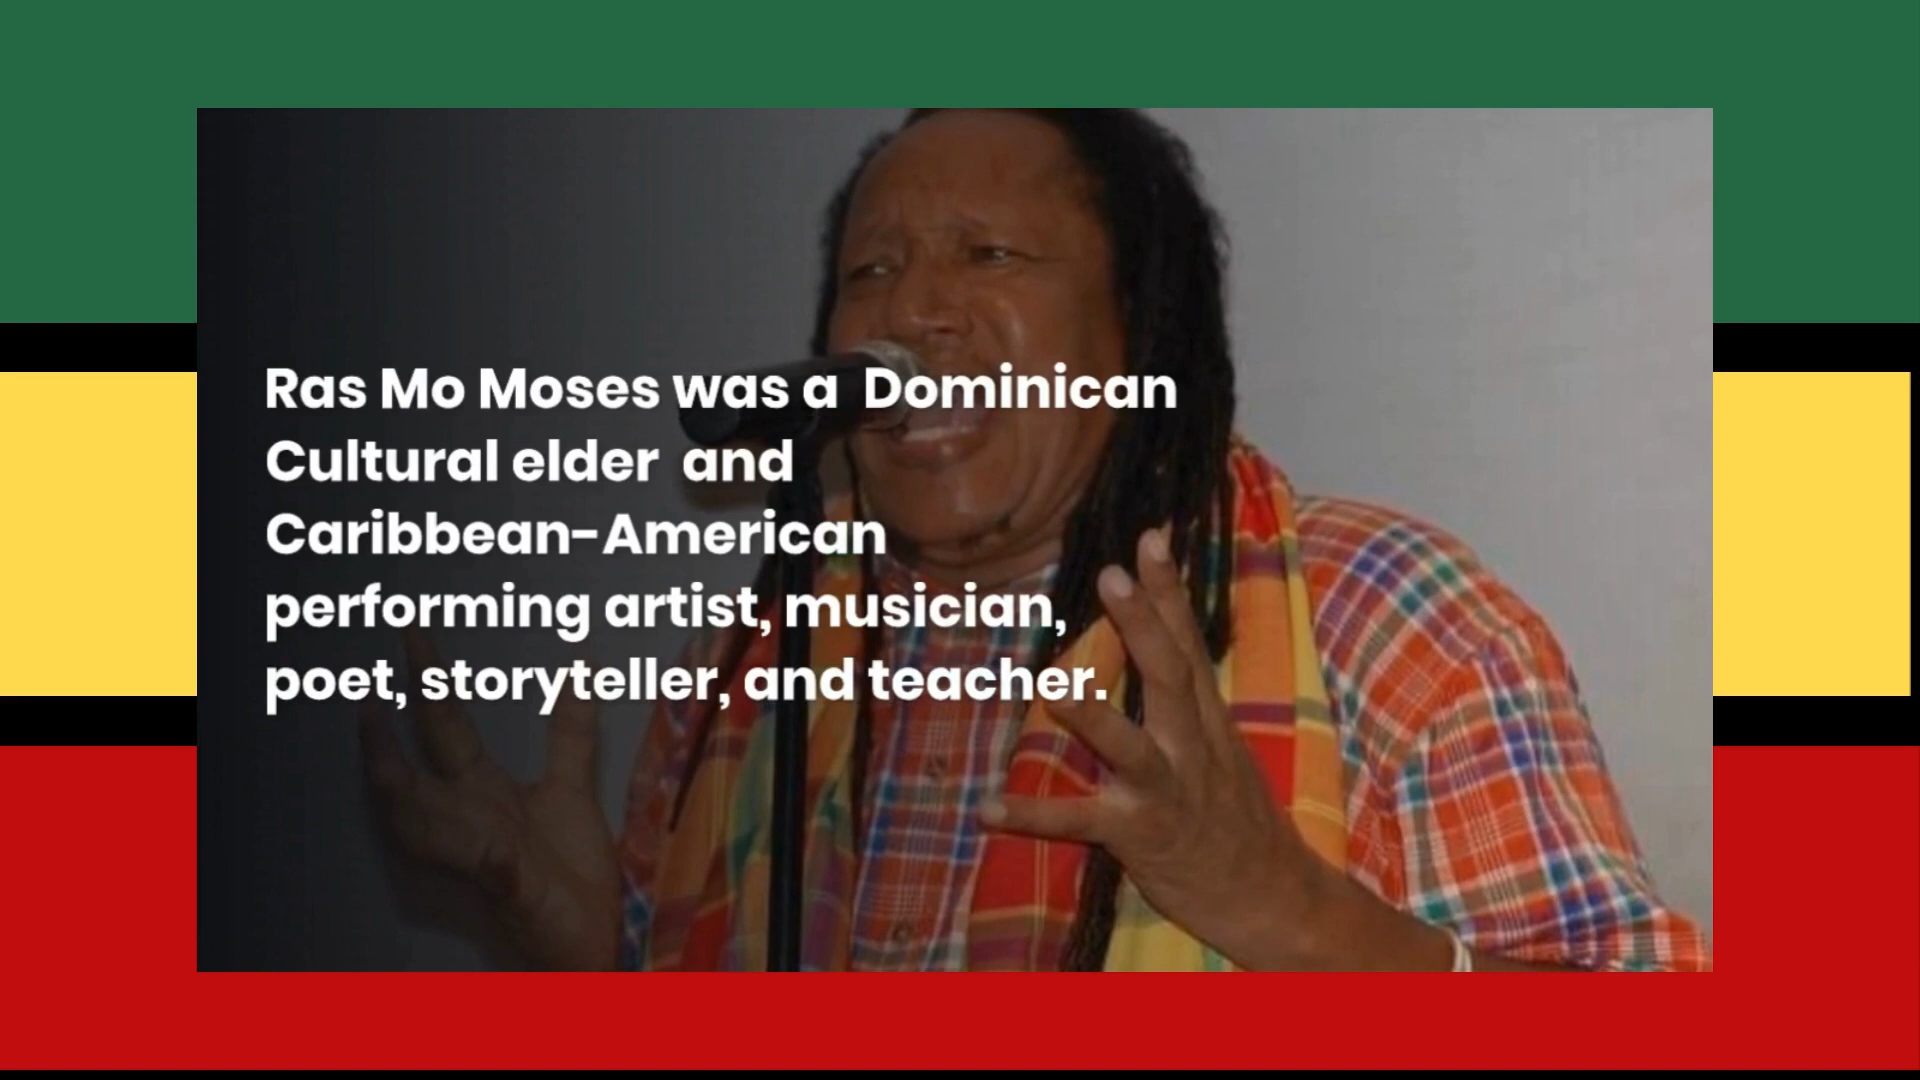 Ras Mo Moses was a Dominican
Cultural elder and
Caribbean-American
performing artist, musician,
poet, storyteller, and teacher.